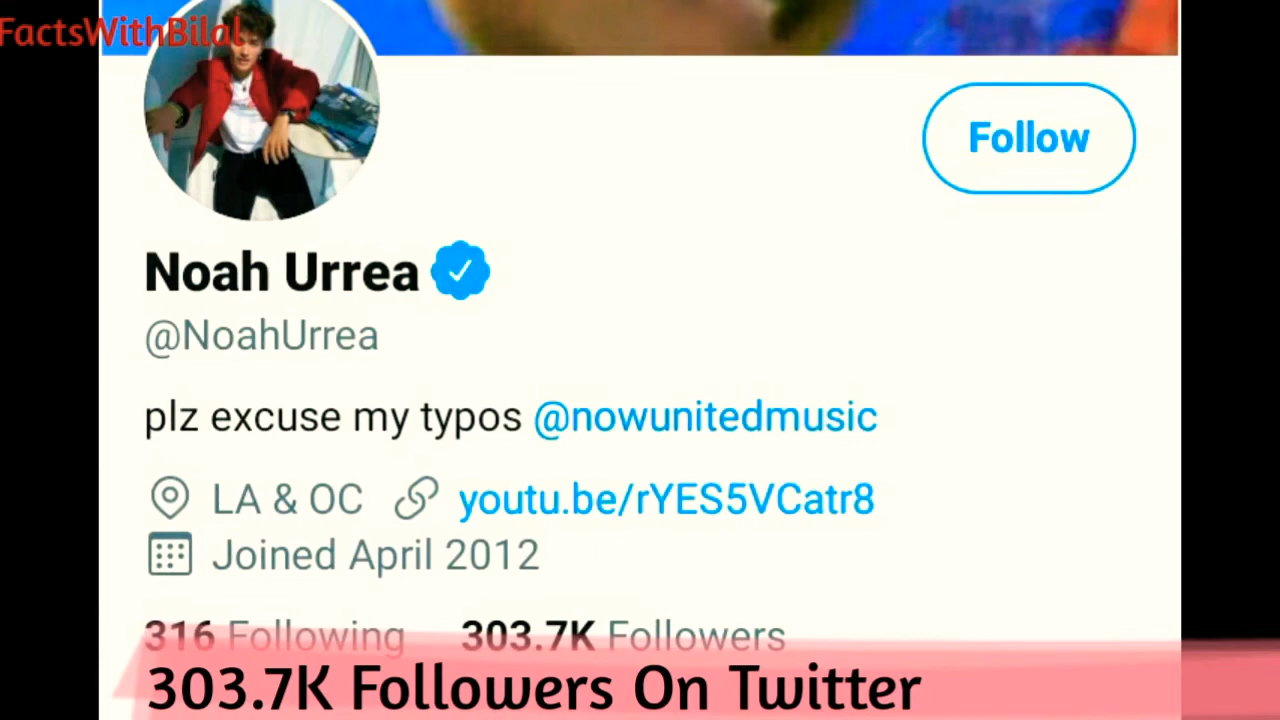 FactsWithBilal
Follow
Noah Urrea
@NoahUrrea
plz excuse my typos @nowunitedmusic
LA & OC youtu.be/rYES5VCatr8
Joined April 2012
316 Following 303.7K Followers
303.7K Followers On Twitter